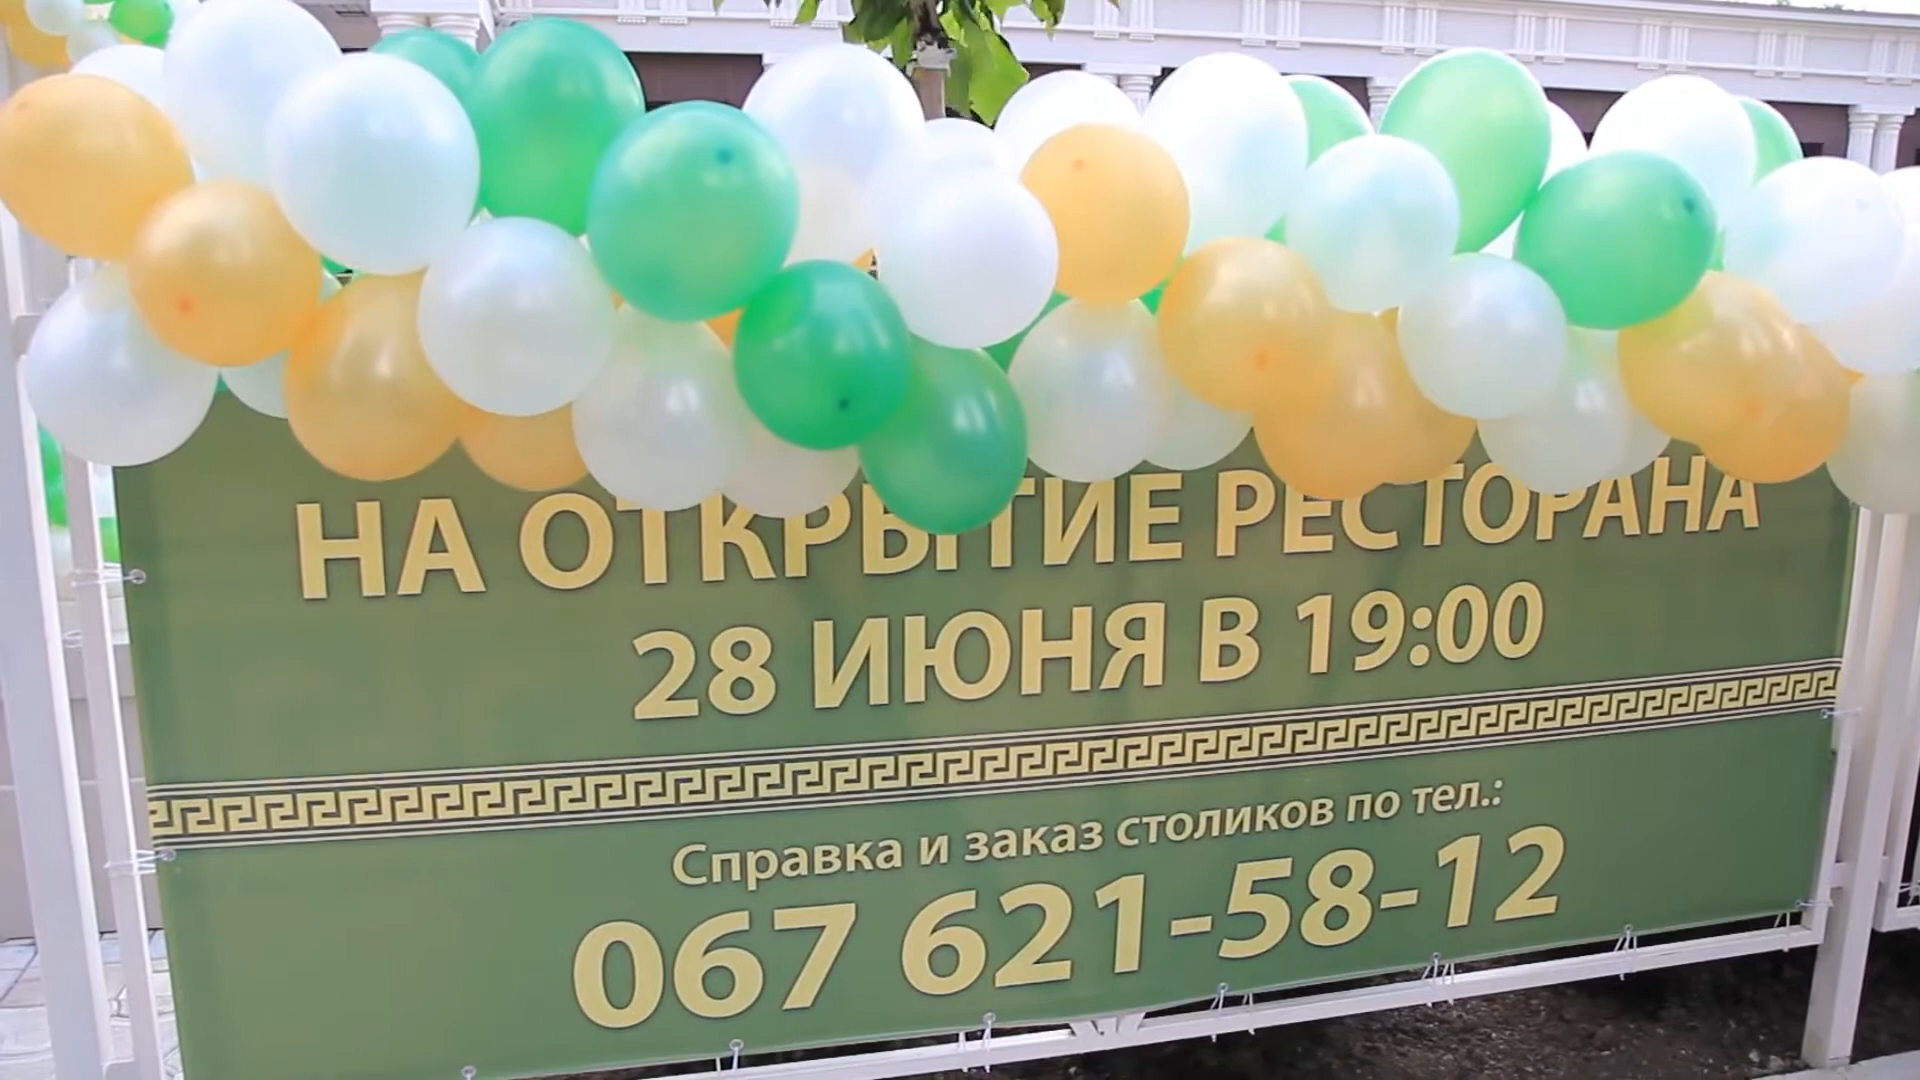 НА ОТКРЫТИЕ РЕСТОРАНА
28 ИЮНЯ В 19:00
Справка и заказ столиков по тел.:
067 621-58-12